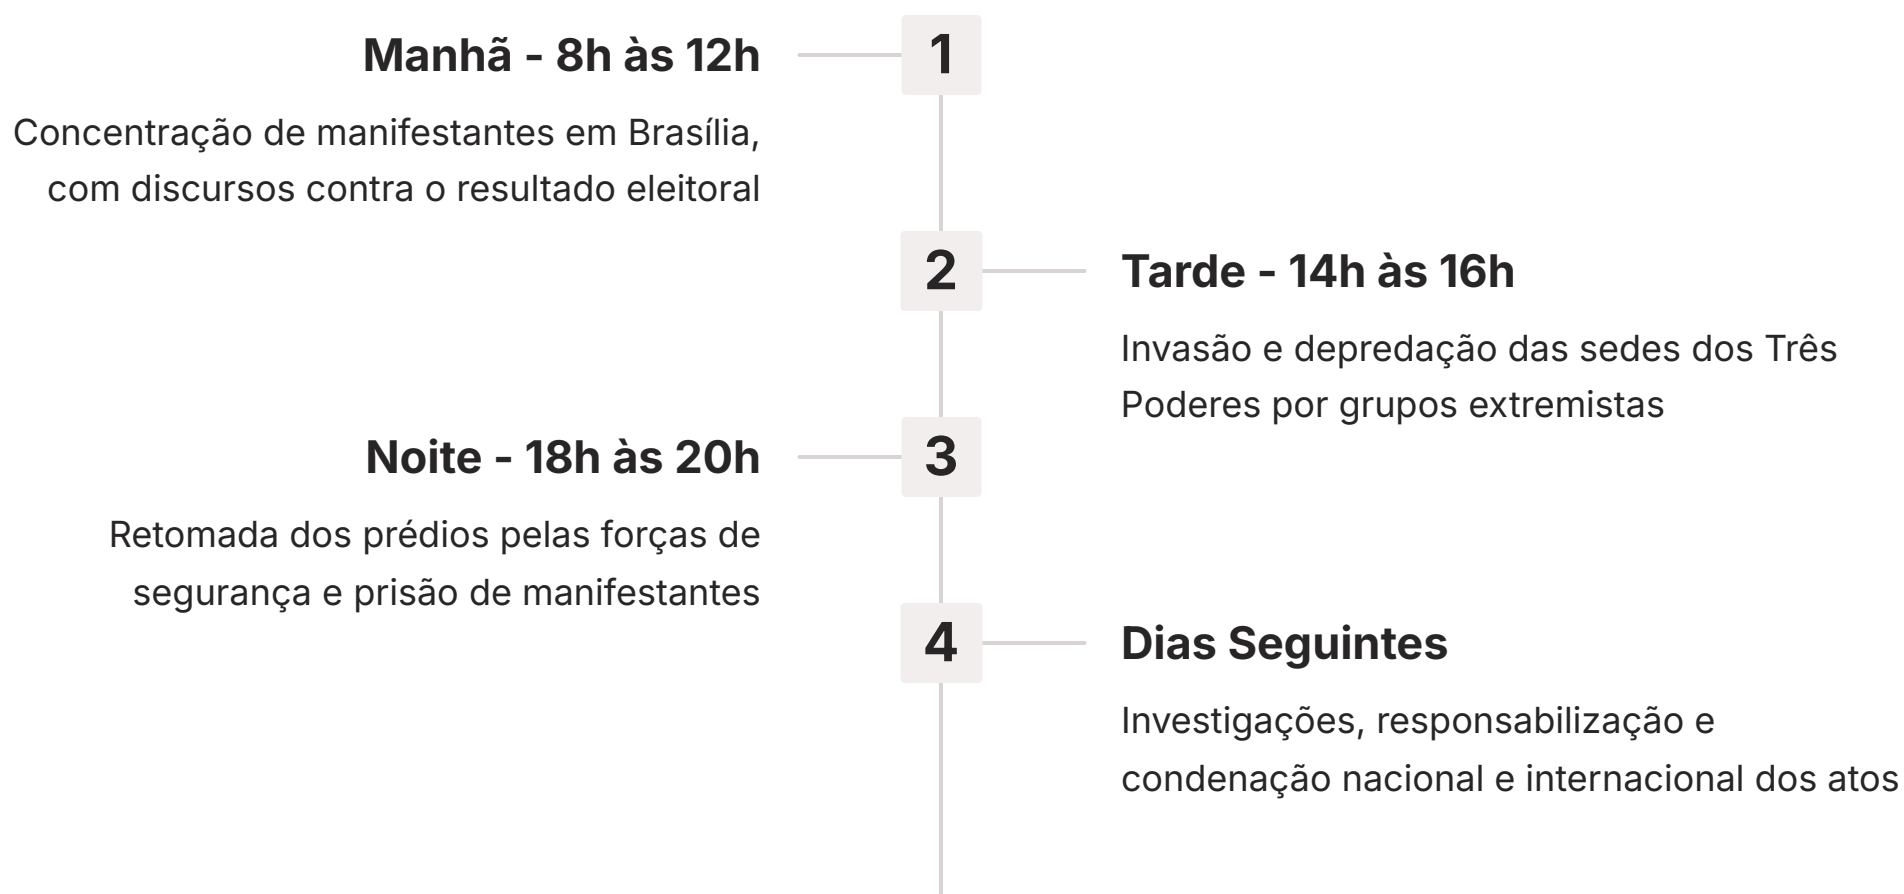 1
Manhã - 8h às 12h
Concentração de manifestantes em Brasília,
com discursos contra o resultado eleitoral
2
Tarde - 14h às 16h
Invasão e depredação das sedes dos Três
Poderes por grupos extremistas
3
Noite - 18h às 20h
Retomada dos prédios pelas forças de
segurança e prisão de manifestantes
4
Dias Seguintes
Investigações, responsabilização e
condenação nacional e internacional dos atos